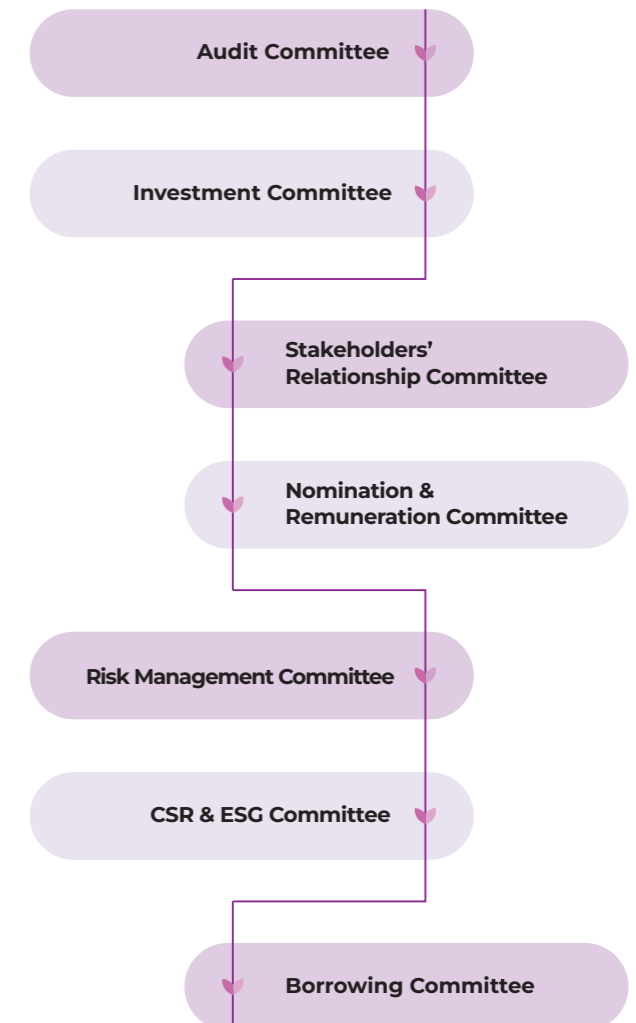 Audit Committee
Investment Committee
Stakeholders’
Relationship Committee
Nomination &
Remuneration Committee
Risk Management Committee
CSR & ESG Committee
Borrowing Committee